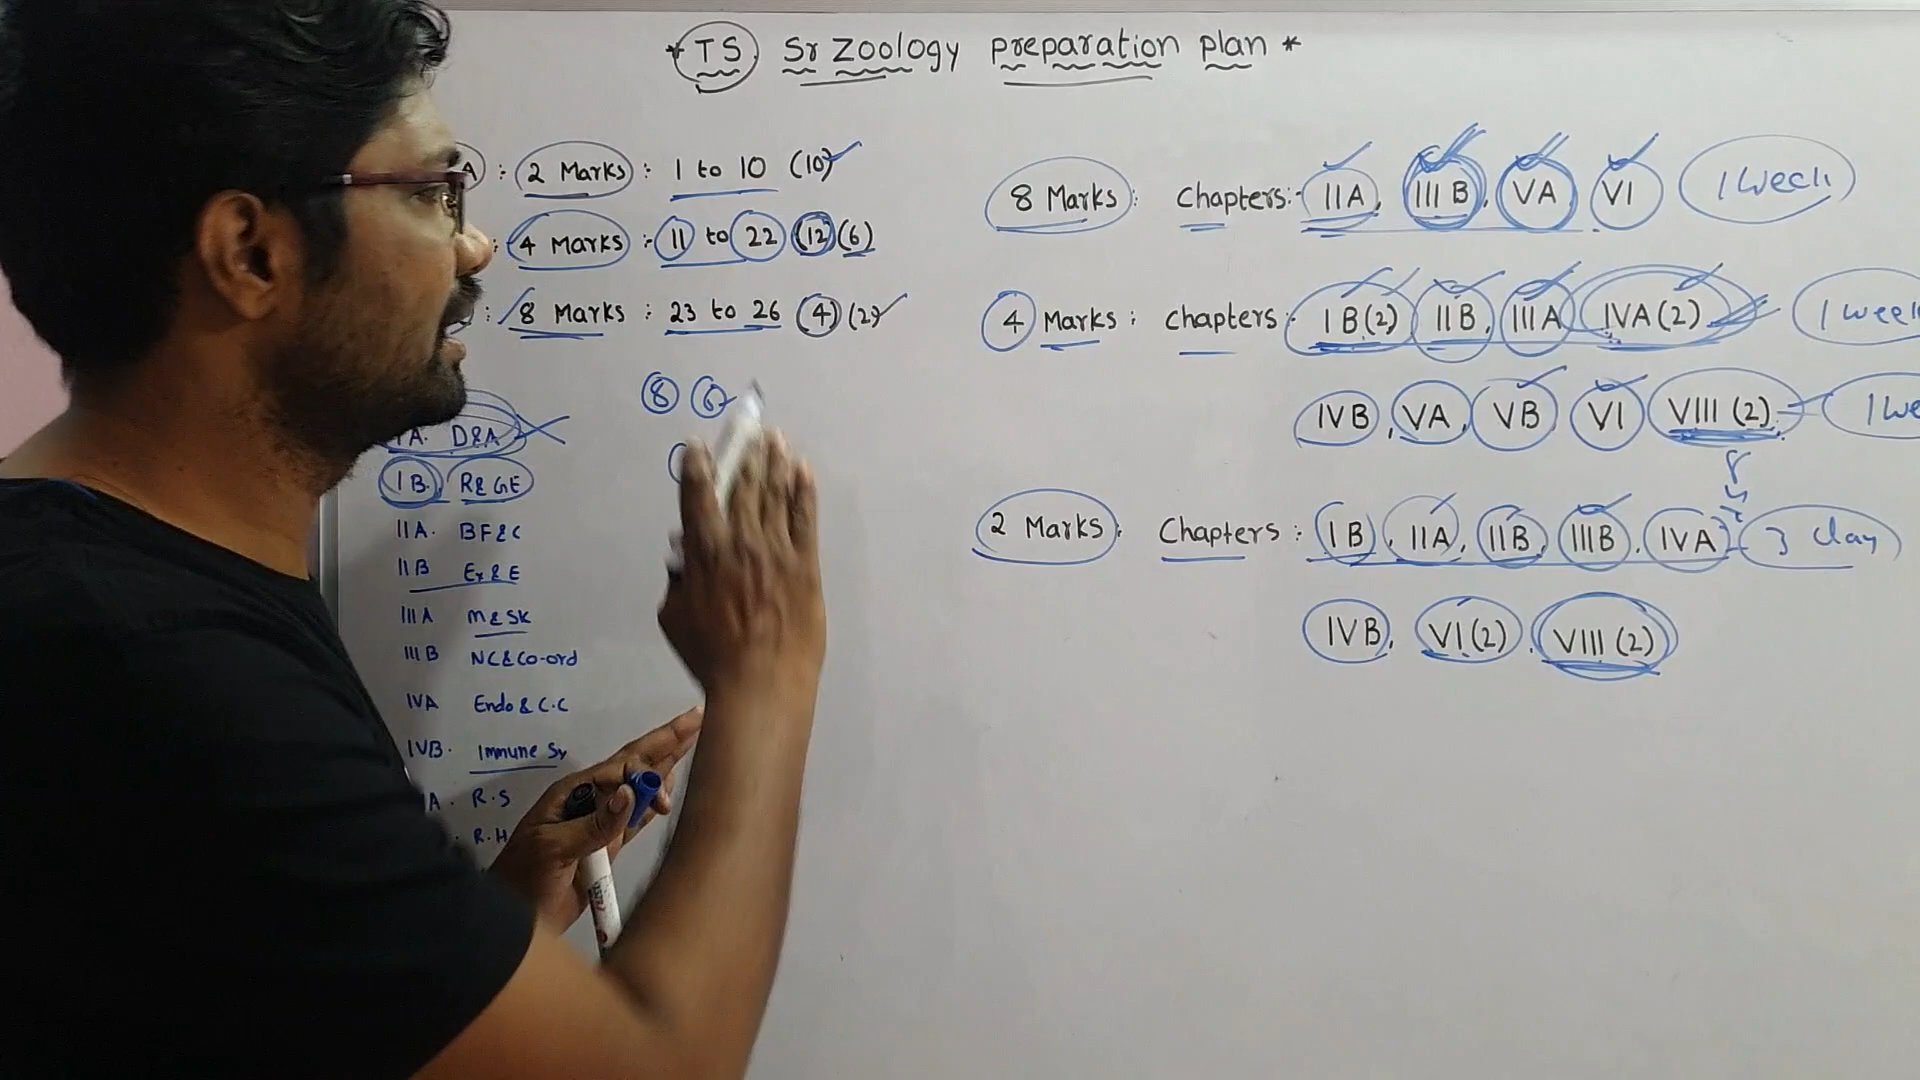 * TS Sr Zoology preparation plan *
A : 2 Marks : 1 to 10 (10)
: 4 Marks : 11 to 22 (12) (6)
: 8 Marks : 23 to 26 (4) (2)
8 6
IA. D&A
IB. R&GE
IIA. BF&C
IIB Ex&E
IIIA M&SK
IIIB NC&Co-ord
IVA Endo & C.C
IVB. Immune Sy
A. R.S
. R.H
8 Marks : Chapters:- IIA, IIIB, VA, VI 1 week
4 Marks : chapters:- IB(2) IIB, IIIA IVA(2) 1 week
IVB, VA, VB VI VIII (2) 1 we
8
2 Marks : Chapters : IB, IIA, IIB, IIIB, IVA 3 day
IVB, VI(2), VIII(2)